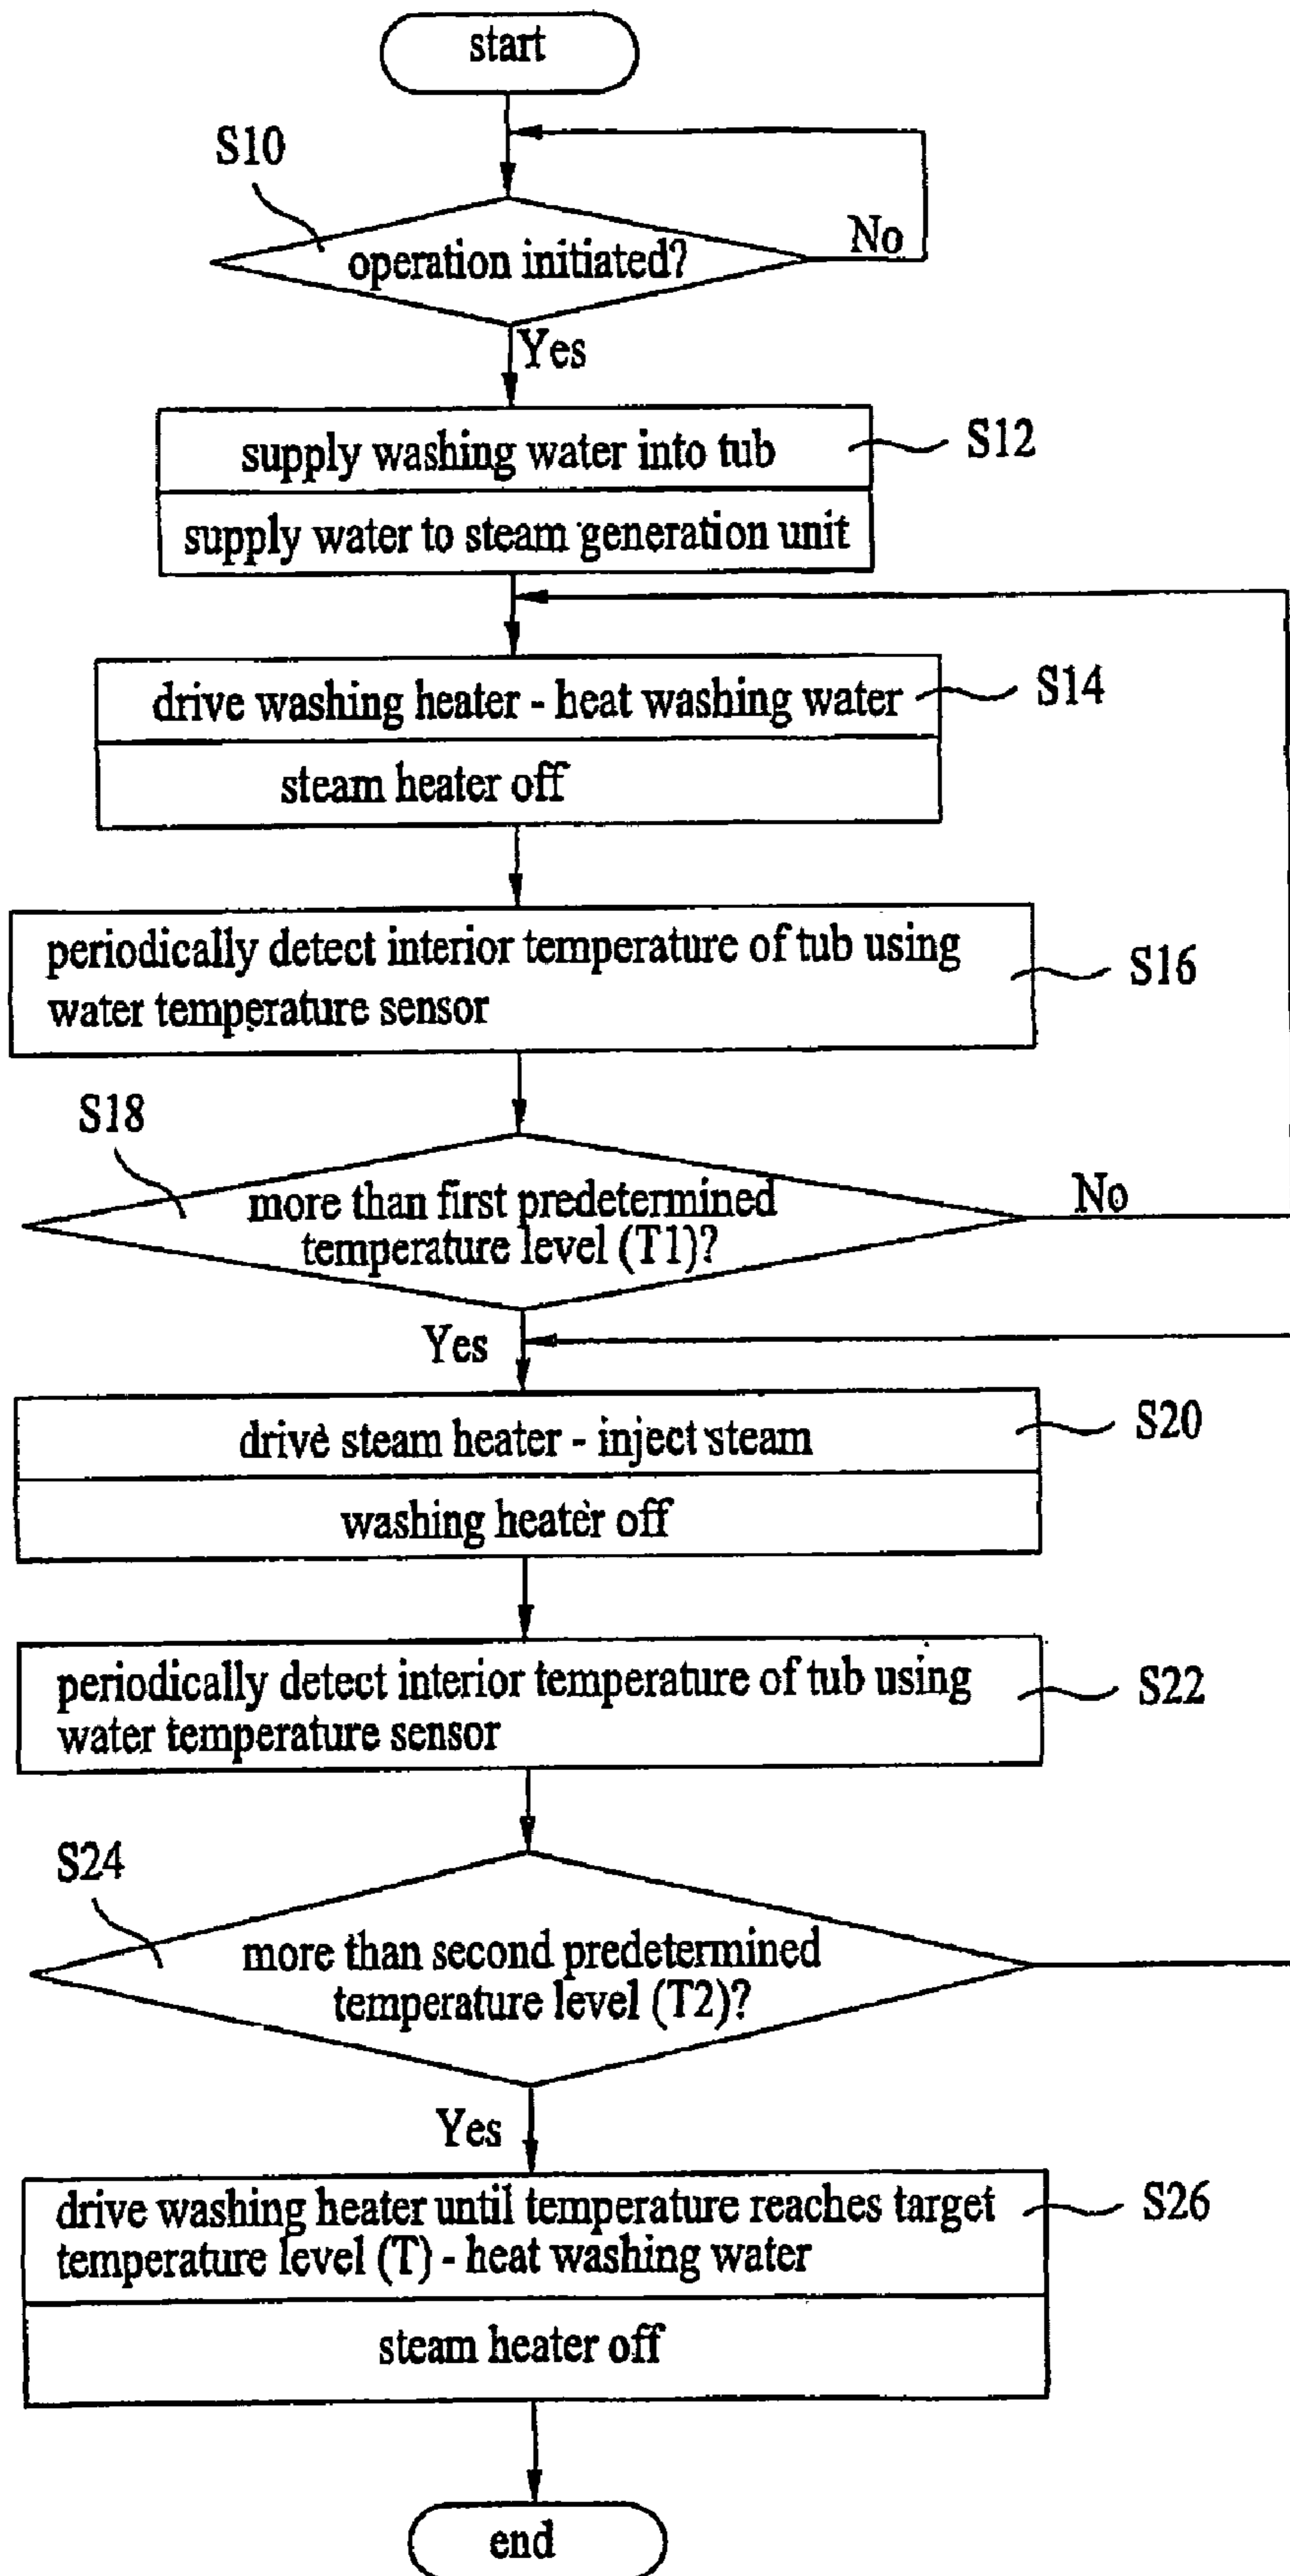 start
S10
operation initiated?
No
Yes
supply washing water into tub
S12
supply water to steam generation unit
drive washing heater - heat washing water
S14
steam heater off
periodically detect interior temperature of tub using
water temperature sensor
S16
S18
more than first predetermined
temperature level (T1)?
No
Yes
drive steam heater - inject steam
S20
washing heater off
periodically detect interior temperature of tub using
water temperature sensor
S22
S24
more than second predetermined
temperature level (T2)?
Yes
drive washing heater until temperature reaches target
temperature level (T) - heat washing water
S26
steam heater off
end